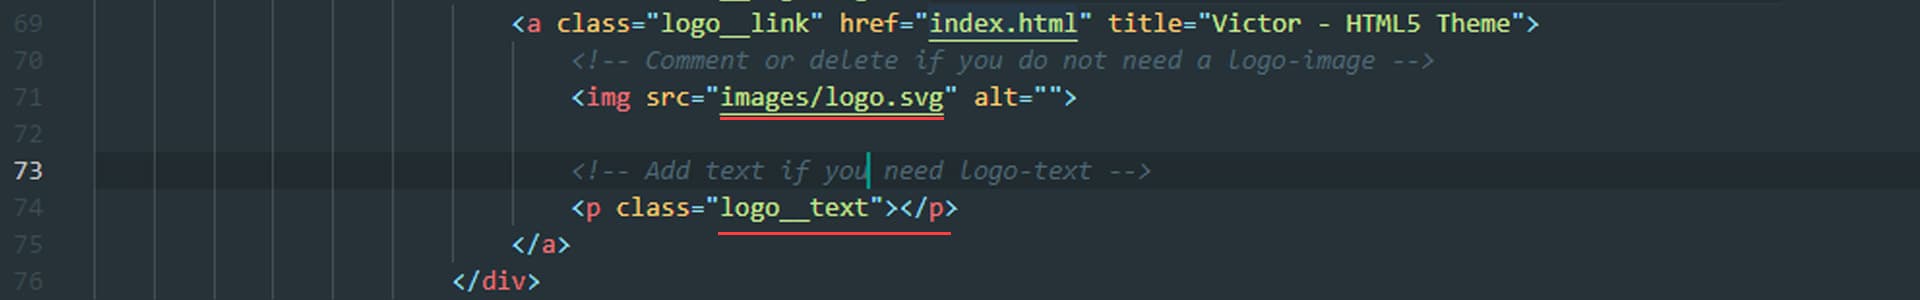 69 <a class="logo__link" href="index.html" title="Victor - HTML5 Theme">
70 <!-- Comment or delete if you do not need a logo-image -->
71 <img src="images/logo.svg" alt="">
72
73 <!-- Add text if you need logo-text -->
74 <p class="logo__text"></p>
75 </a>
76 </div>